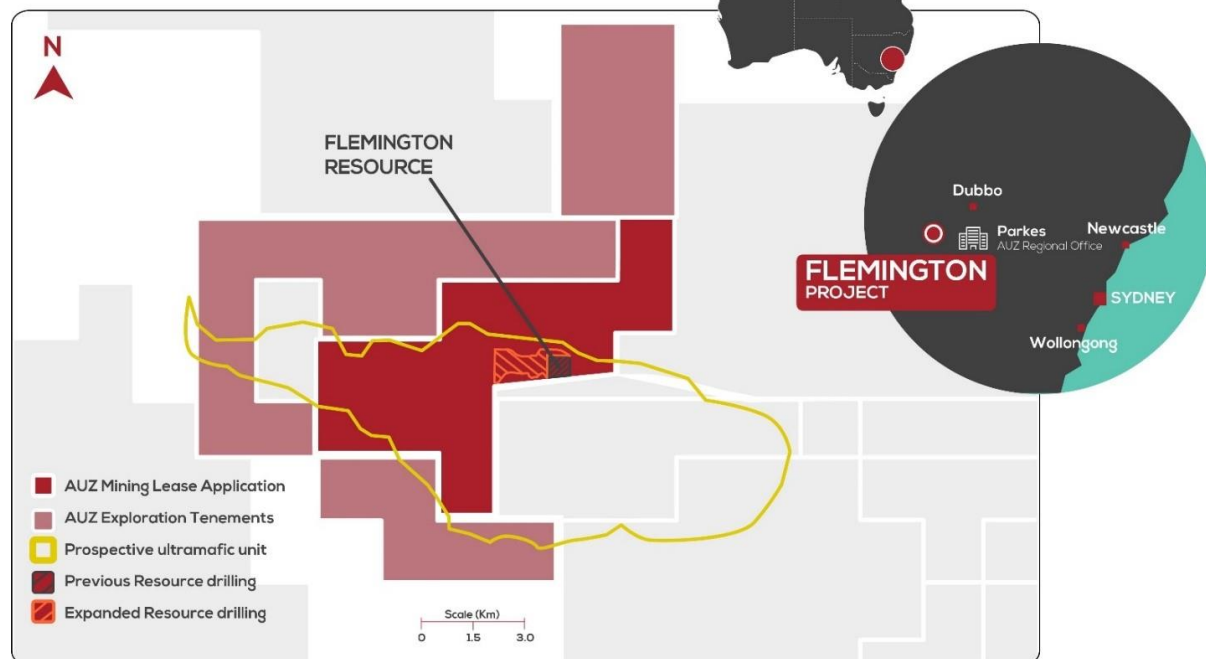 N
FLEMINGTON
RESOURCE
Dubbo
Parkes
AUZ Regional Office
Newcastle
FLEMINGTON
PROJECT
SYDNEY
Wollongong
AUZ Mining Lease Application
AUZ Exploration Tenements
Prospective ultramafic unit
Previous Resource drilling
Expanded Resource drilling
Scale (Km)
0 1.5 3.0